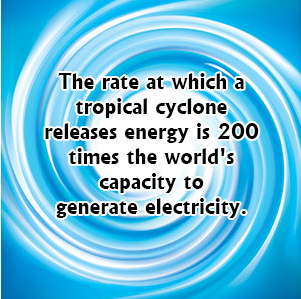 The rate at which a
tropical cyclone
releases energy is 200
times the world's
capacity to
generate electricity.